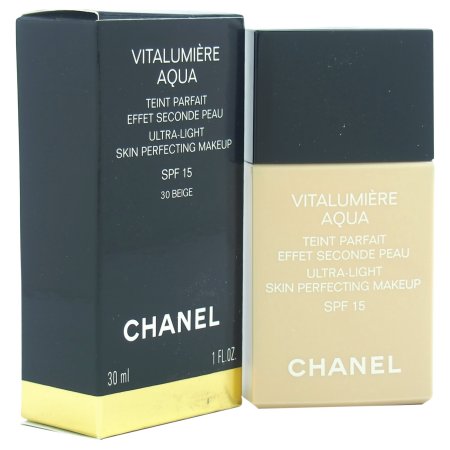 VITALUMIÈRE
AQUA
TEINT PARFAIT
EFFET SECONDE PEAU
ULTRA-LIGHT
SKIN PERFECTING MAKEUP
SPF 15
30 BEIGE
CHANEL
30 ml
1 FL.OZ.
VITALUMIÈRE
AQUA
TEINT PARFAIT
EFFET SECONDE PEAU
ULTRA-LIGHT
SKIN PERFECTING MAKEUP
SPF 15
CHANEL